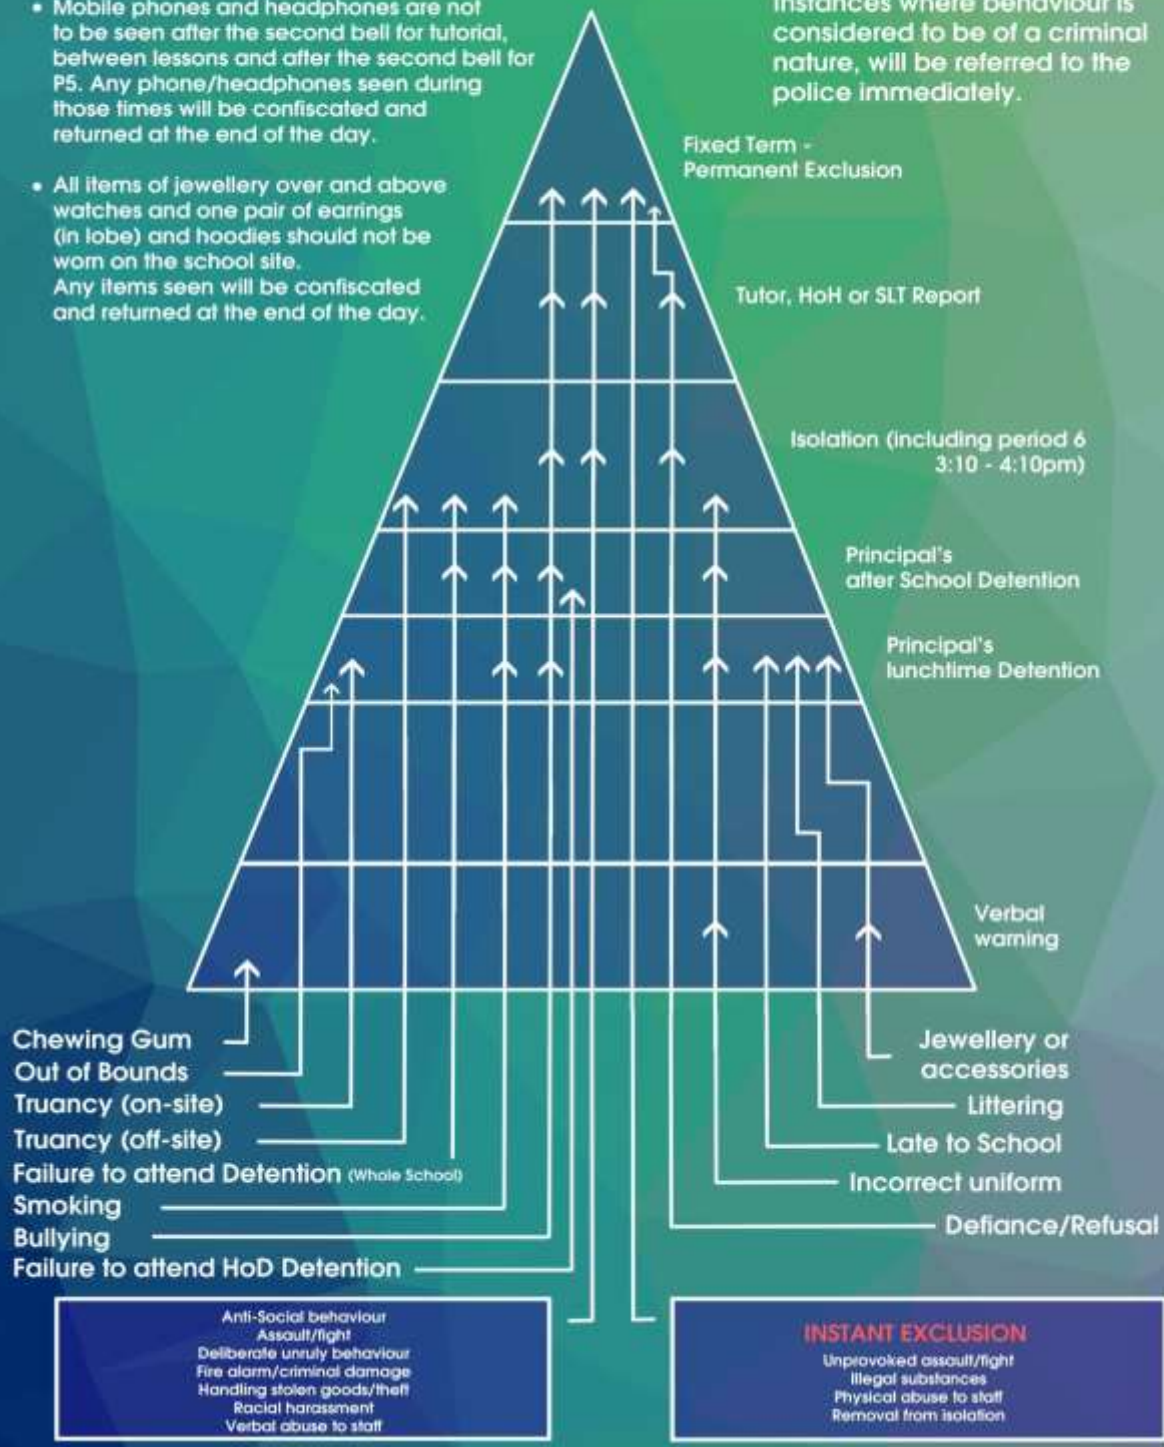 • Mobile phones and headphones are not
to be seen after the second bell for tutorial,
between lessons and after the second bell for
P5. Any phone/headphones seen during
those times will be confiscated and
returned at the end of the day.
• All items of jewellery over and above
watches and one pair of earrings
(in lobe) and hoodies should not be
worn on the school site.
Any items seen will be confiscated
and returned at the end of the day.
instances where behaviour is
considered to be of a criminal
nature, will be referred to the
police immediately.
Fixed Term -
Permanent Exclusion
Tutor, HoH or SLT Report
Isolation (including period 6
3:10 - 4:10pm)
Principal's
after School Detention
Principal's
lunchtime Detention
Verbal
warning
Chewing Gum
Out of Bounds
Truancy (on-site)
Truancy (off-site)
Failure to attend Detention (Whole School)
Smoking
Bullying
Failure to attend HoD Detention
Jewellery or
accessories
Littering
Late to School
Incorrect uniform
Defiance/Refusal
Anti-Social behaviour
Assault/fight
Deliberate unruly behaviour
Fire alarm/criminal damage
Handling stolen goods/theft
Racial harassment
Verbal abuse to staff
INSTANT EXCLUSION
Unprovoked assault/fight
Illegal substances
Physical abuse to staff
Removal from isolation